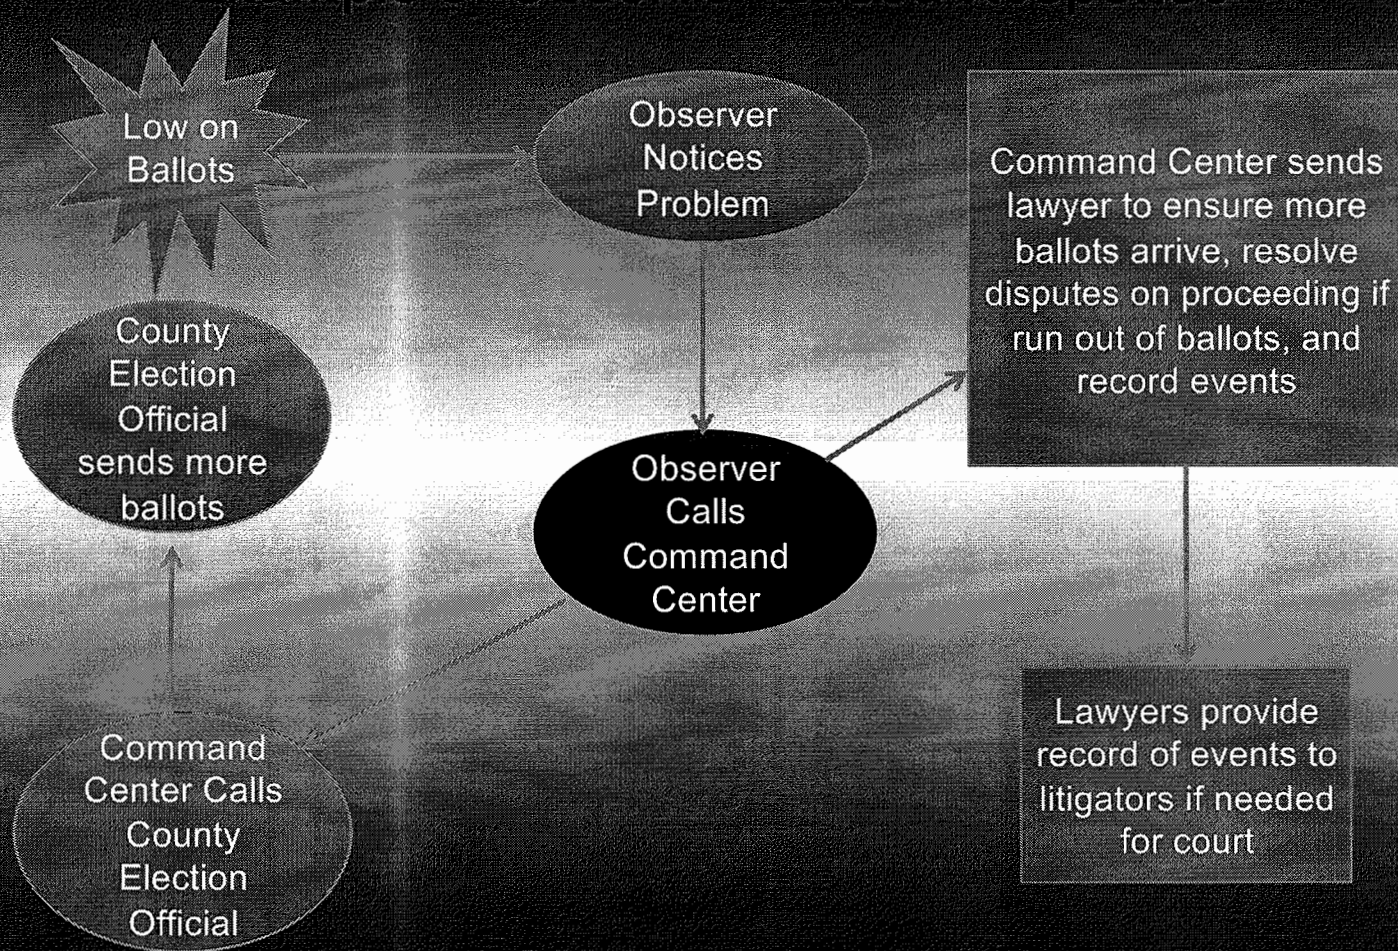 Low on
Ballots
Observer
Notices
Problem
Command Center sends
lawyer to ensure more
ballots arrive, resolve
disputes on proceeding if
run out of ballots, and
record events
County
Election
Official
sends more
ballots
Observer
Calls
Command
Center
Command
Center Calls
County
Election
Official
Lawyers provide
record of events to
litigators if needed
for court